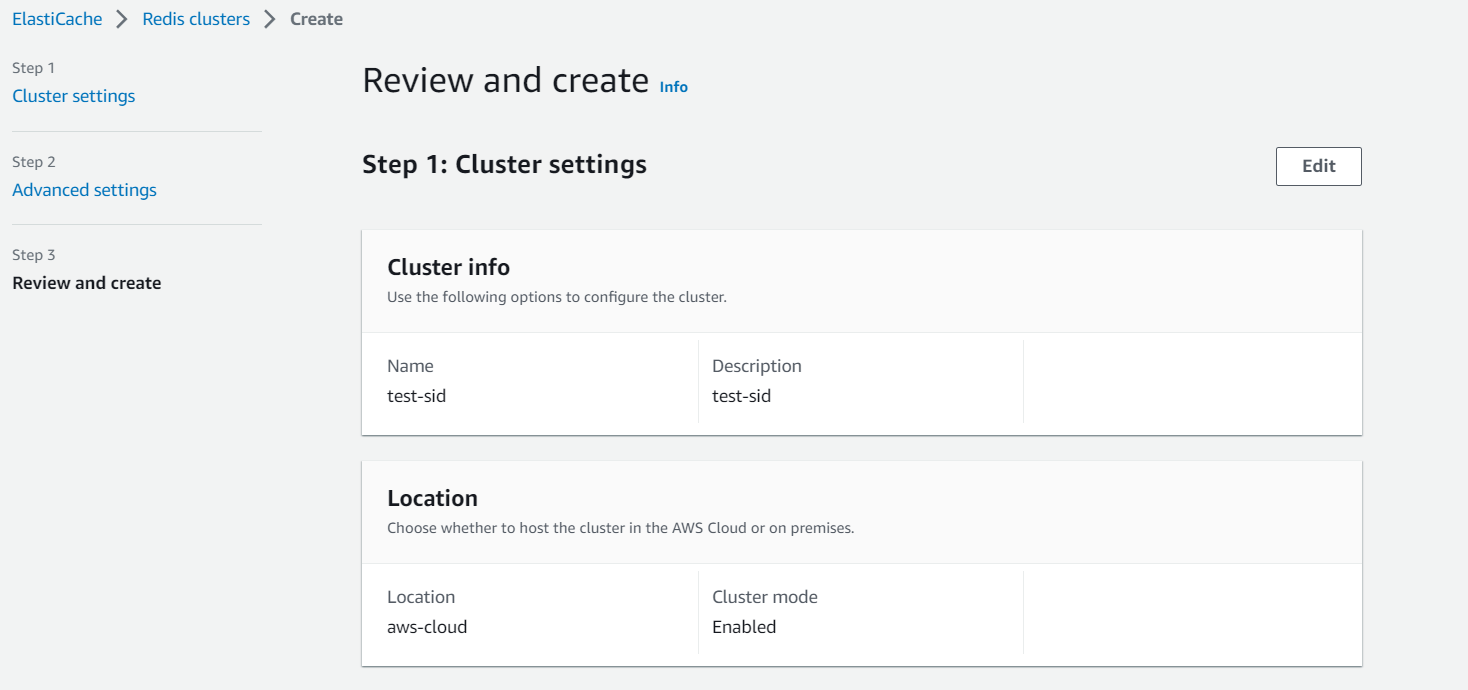 ElastiCache > Redis clusters > Create
Step 1
Cluster settings
Step 2
Advanced settings
Step 3
Review and create
Review and create Info
Step 1: Cluster settings
Edit
Cluster info
Use the following options to configure the cluster.
Name
test-sid
Description
test-sid
Location
Choose whether to host the cluster in the AWS Cloud or on premises.
Location
aws-cloud
Cluster mode
Enabled